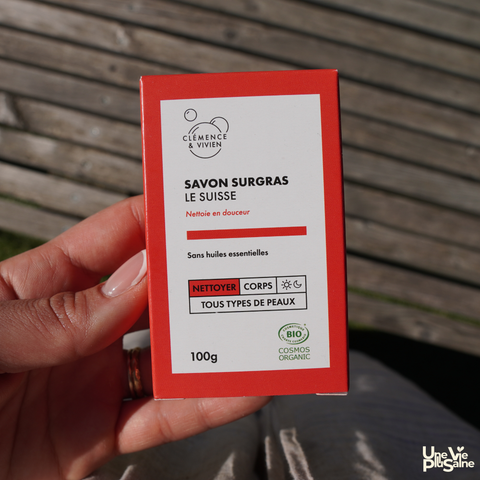 CLÉMENCE
& VIVIEN
SAVON SURGRAS
LE SUISSE
Nettoie en douceur
Sans huiles essentielles
NETTOYER CORPS
TOUS TYPES DE PEAUX
100g
BIO
COSMOS
ORGANIC
Une Vie
Plus Saine